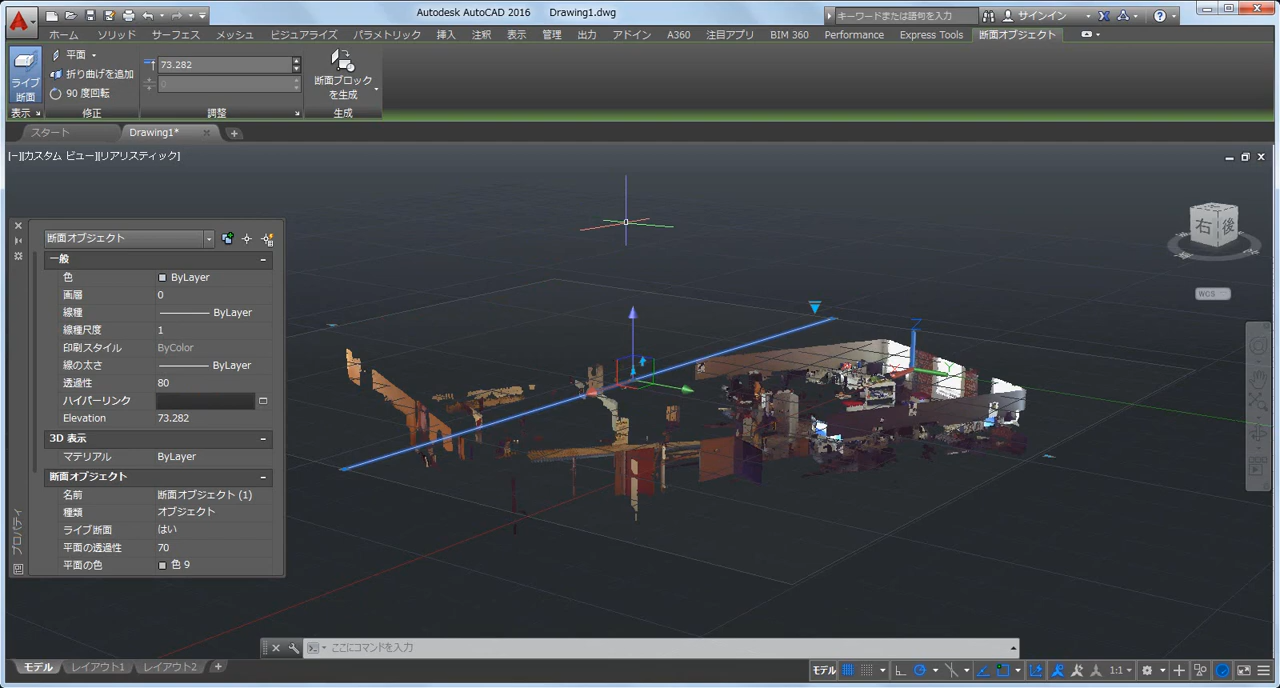 Autodesk AutoCAD 2016 Drawing1.dwg
キーワードまたは語句を入力
サインイン
ホーム ソリッド サーフェス メッシュ ビジュアライズ パラメトリック 挿入 注釈 表示 管理 出力 アドイン A360 注目アプリ BIM 360 Performance Express Tools 断面オブジェクト
ライブ
断面
平面
折り曲げを追加
90 度回転
73.282
0
断面ブロック
を生成
表示 修正 調整 生成
スタート Drawing1*
[−][カスタム ビュー][リアリスティック]
右 後
WCS
Z
Y
断面オブジェクト
一般
色 ByLayer
画層 0
線種 ByLayer
線種尺度 1
印刷スタイル ByColor
線の太さ ByLayer
透過性 80
ハイパーリンク
Elevation 73.282
3D 表示
マテリアル ByLayer
断面オブジェクト
名前 断面オブジェクト (1)
種類 オブジェクト
ライブ断面 はい
平面の透過性 70
平面の色 色 9
プロパティ
ここにコマンドを入力
モデル レイアウト1 レイアウト2
モデル 1:1